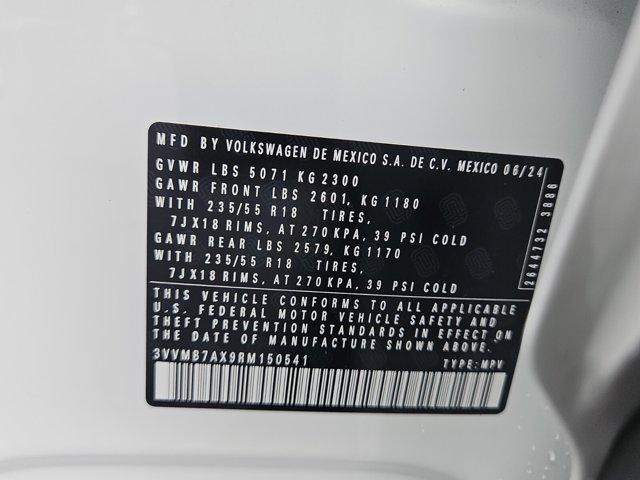 MFD BY VOLKSWAGEN DE MEXICO S.A. DE C.V. MEXICO 06/24
GVWR LBS 5071 KG 2300
GAWR FRONT LBS 2601, KG 1180
WITH 235/55 R18 TIRES,
7JX18 RIMS, AT 270 KPA, 39 PSI COLD
GAWR REAR LBS 2579, KG 1170
WITH 235/55 R18 TIRES,
7JX18 RIMS, AT 270 KPA, 39 PSI COLD
THIS VEHICLE CONFORMS TO ALL APPLICABLE
U.S. FEDERAL MOTOR VEHICLE SAFETY AND
THEFT PREVENTION STANDARDS IN EFFECT ON
DATE OF MANUFACTURE SHOWN ABOVE.
3VVMB7AX9RM150541 TYPE: MPV
2644732 3886